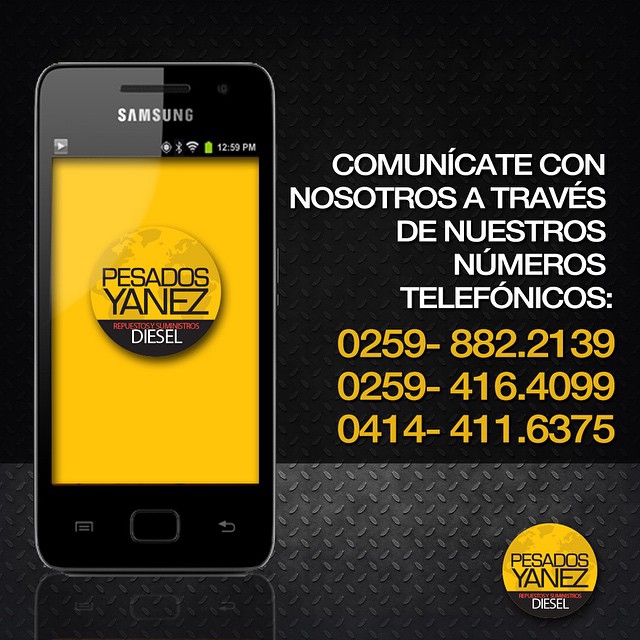 SAMSUNG
12:59 PM
PESADOS
YANEZ
REPUESTOS Y SUMINISTROS
DIESEL
COMUNÍCATE CON
NOSOTROS A TRAVÉS
DE NUESTROS
NÚMEROS
TELEFÓNICOS:
0259- 882.2139
0259- 416.4099
0414- 411.6375
PESADOS
YANEZ
REPUESTOS Y SUMINISTROS
DIESEL